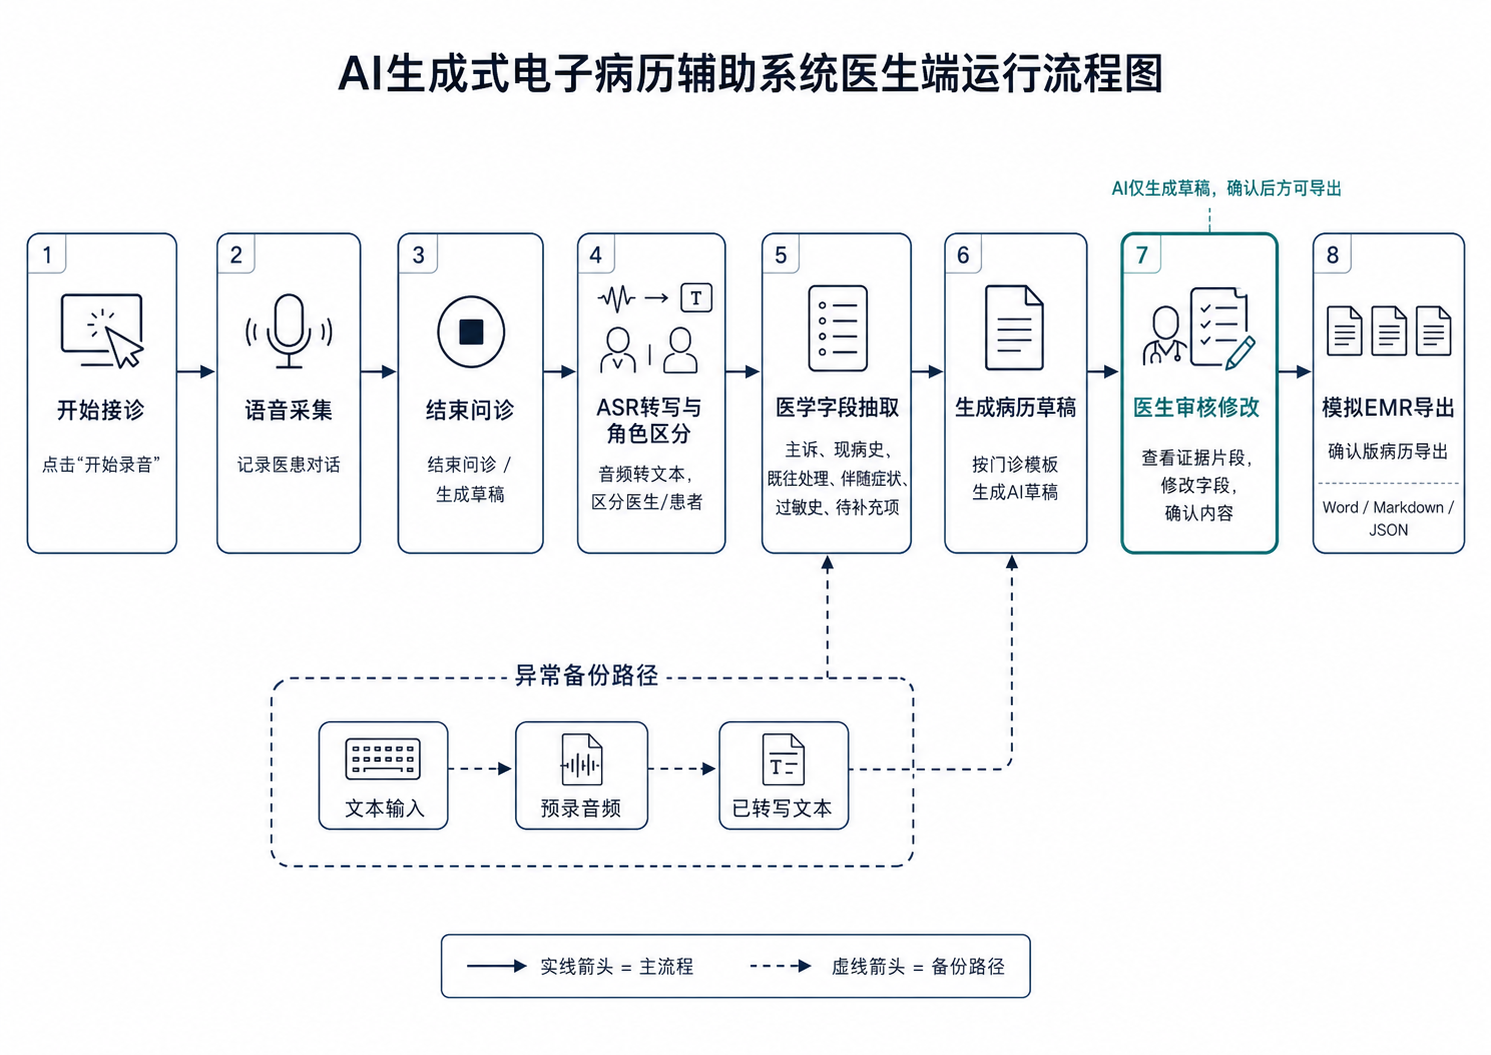 AI生成式电子病历辅助系统医生端运行流程图
AI仅生成草稿，确认后方可导出
1
开始接诊
点击“开始录音”
2
语音采集
记录医患对话
3
结束问诊
结束问诊 /
生成草稿
4
T
ASR转写与
角色区分
音频转文本，
区分医生/患者
5
医学字段抽取
主诉、现病史、
既往处理、伴随症状、
过敏史、待补充项
6
生成病历草稿
按门诊模板
生成AI草稿
7
医生审核修改
查看证据片段，
修改字段，
确认内容
8
模拟EMR导出
确认版病历导出
Word / Markdown /
JSON
异常备份路径
文本输入
预录音频
T
已转写文本
实线箭头 = 主流程
虚线箭头 = 备份路径